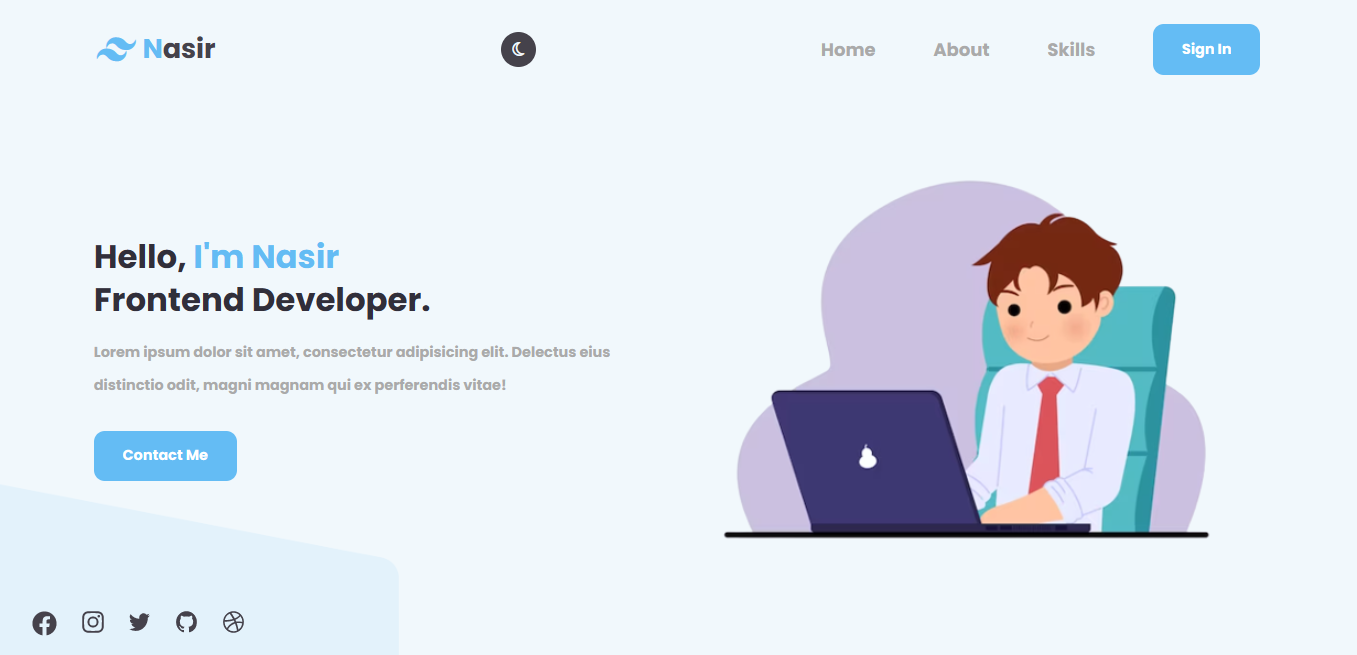 Nasir
Home About Skills Sign In
Hello, I'm Nasir
Frontend Developer.
Lorem ipsum dolor sit amet, consectetur adipisicing elit. Delectus eius
distinctio odit, magni magnam qui ex perferendis vitae!
Contact Me